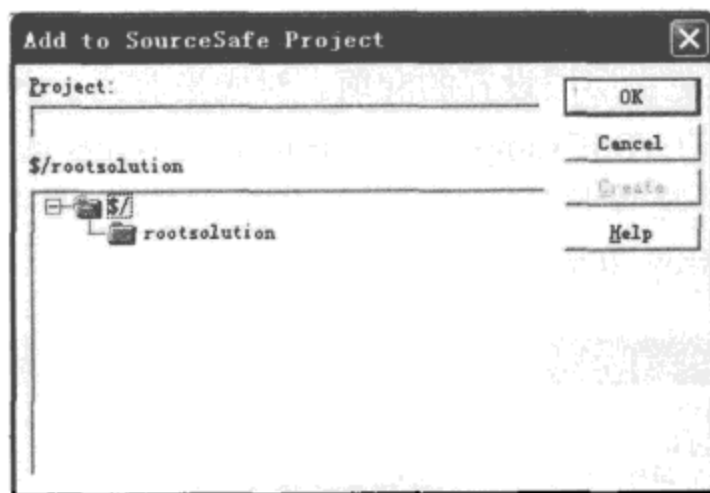 Add to SourceSafe Project
Project:
OK
Cancel
$/rootsolution
Create
$/
Help
rootsolution